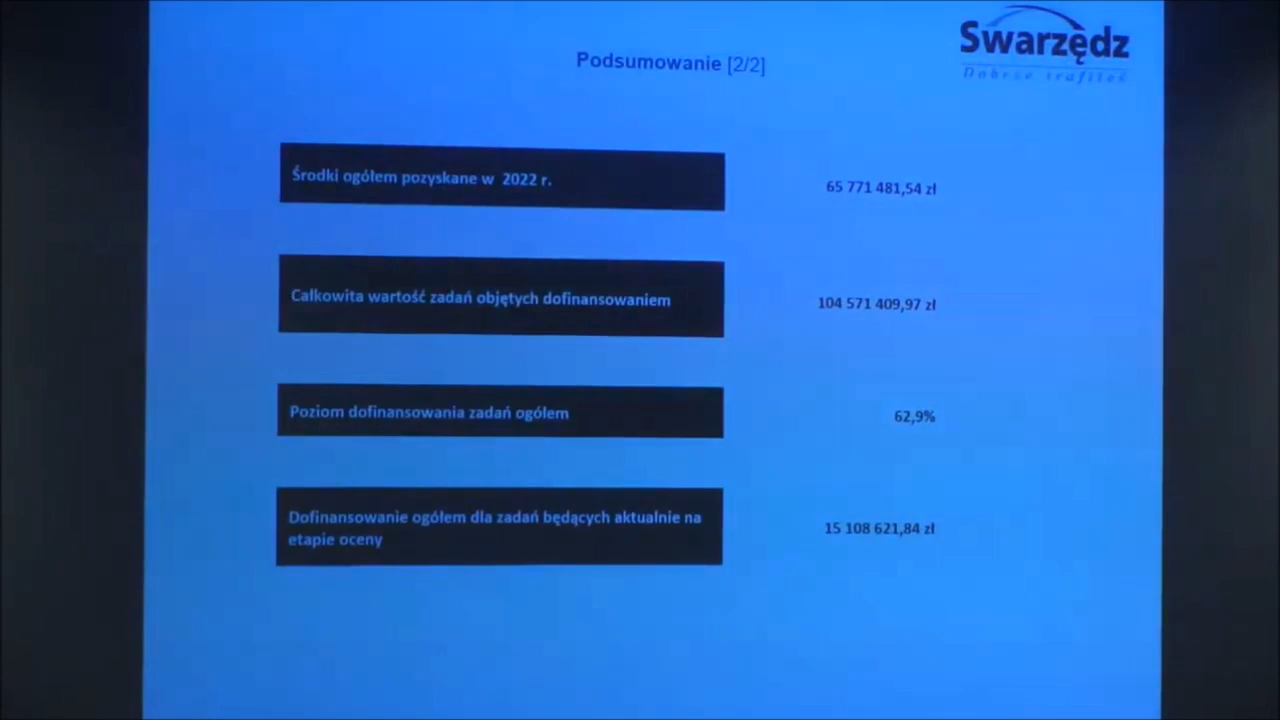 Swarzędz
Dobrze trafiłeś
Podsumowanie [2/2]
Środki ogółem pozyskane w 2022 r.
65 771 481,54 zł
Całkowita wartość zadań objętych dofinansowaniem
104 571 409,97 zł
Poziom dofinansowania zadań ogółem
62,9%
Dofinansowanie ogółem dla zadań będących aktualnie na
etapie oceny
15 108 621,84 zł